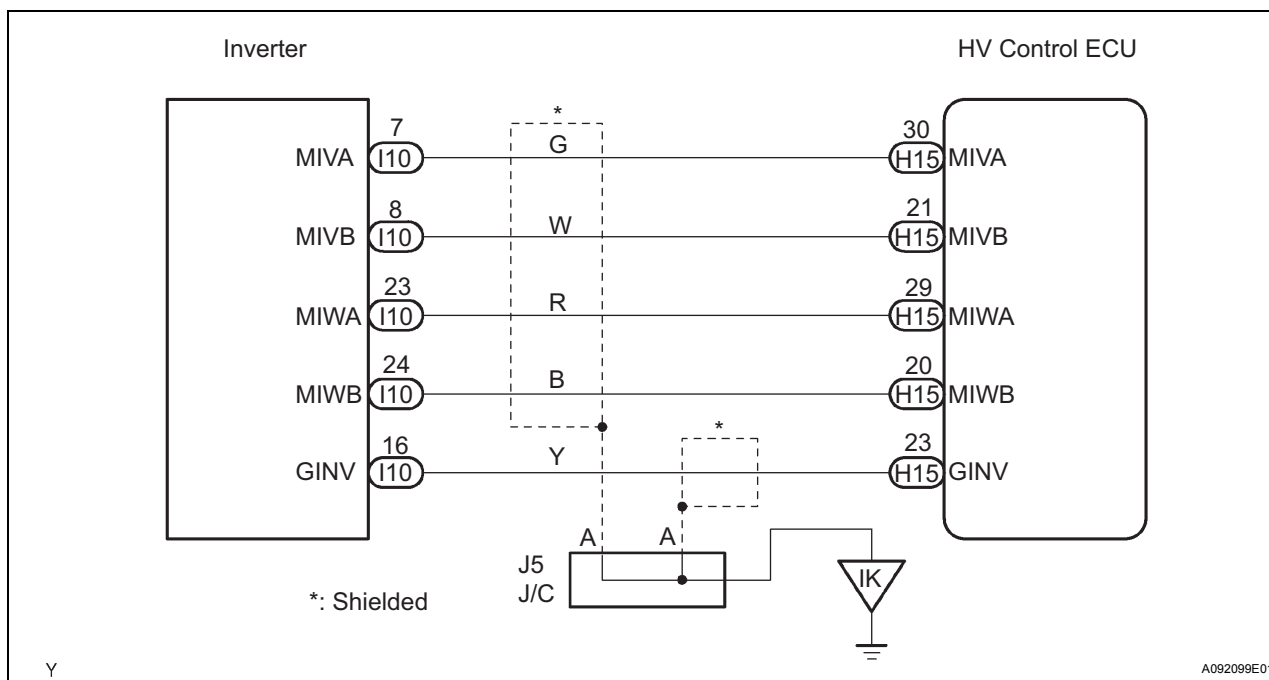 Inverter
HV Control ECU
*
7
G
30
MIVA I10
H15 MIVA
8
W
21
MIVB I10
H15 MIVB
23
R
29
MIWA I10
H15 MIWA
24
B
20
MIWB I10
H15 MIWB
*
16
Y
23
GINV I10
H15 GINV
A
A
J5
J/C
IK
*: Shielded
Y
A092099E01